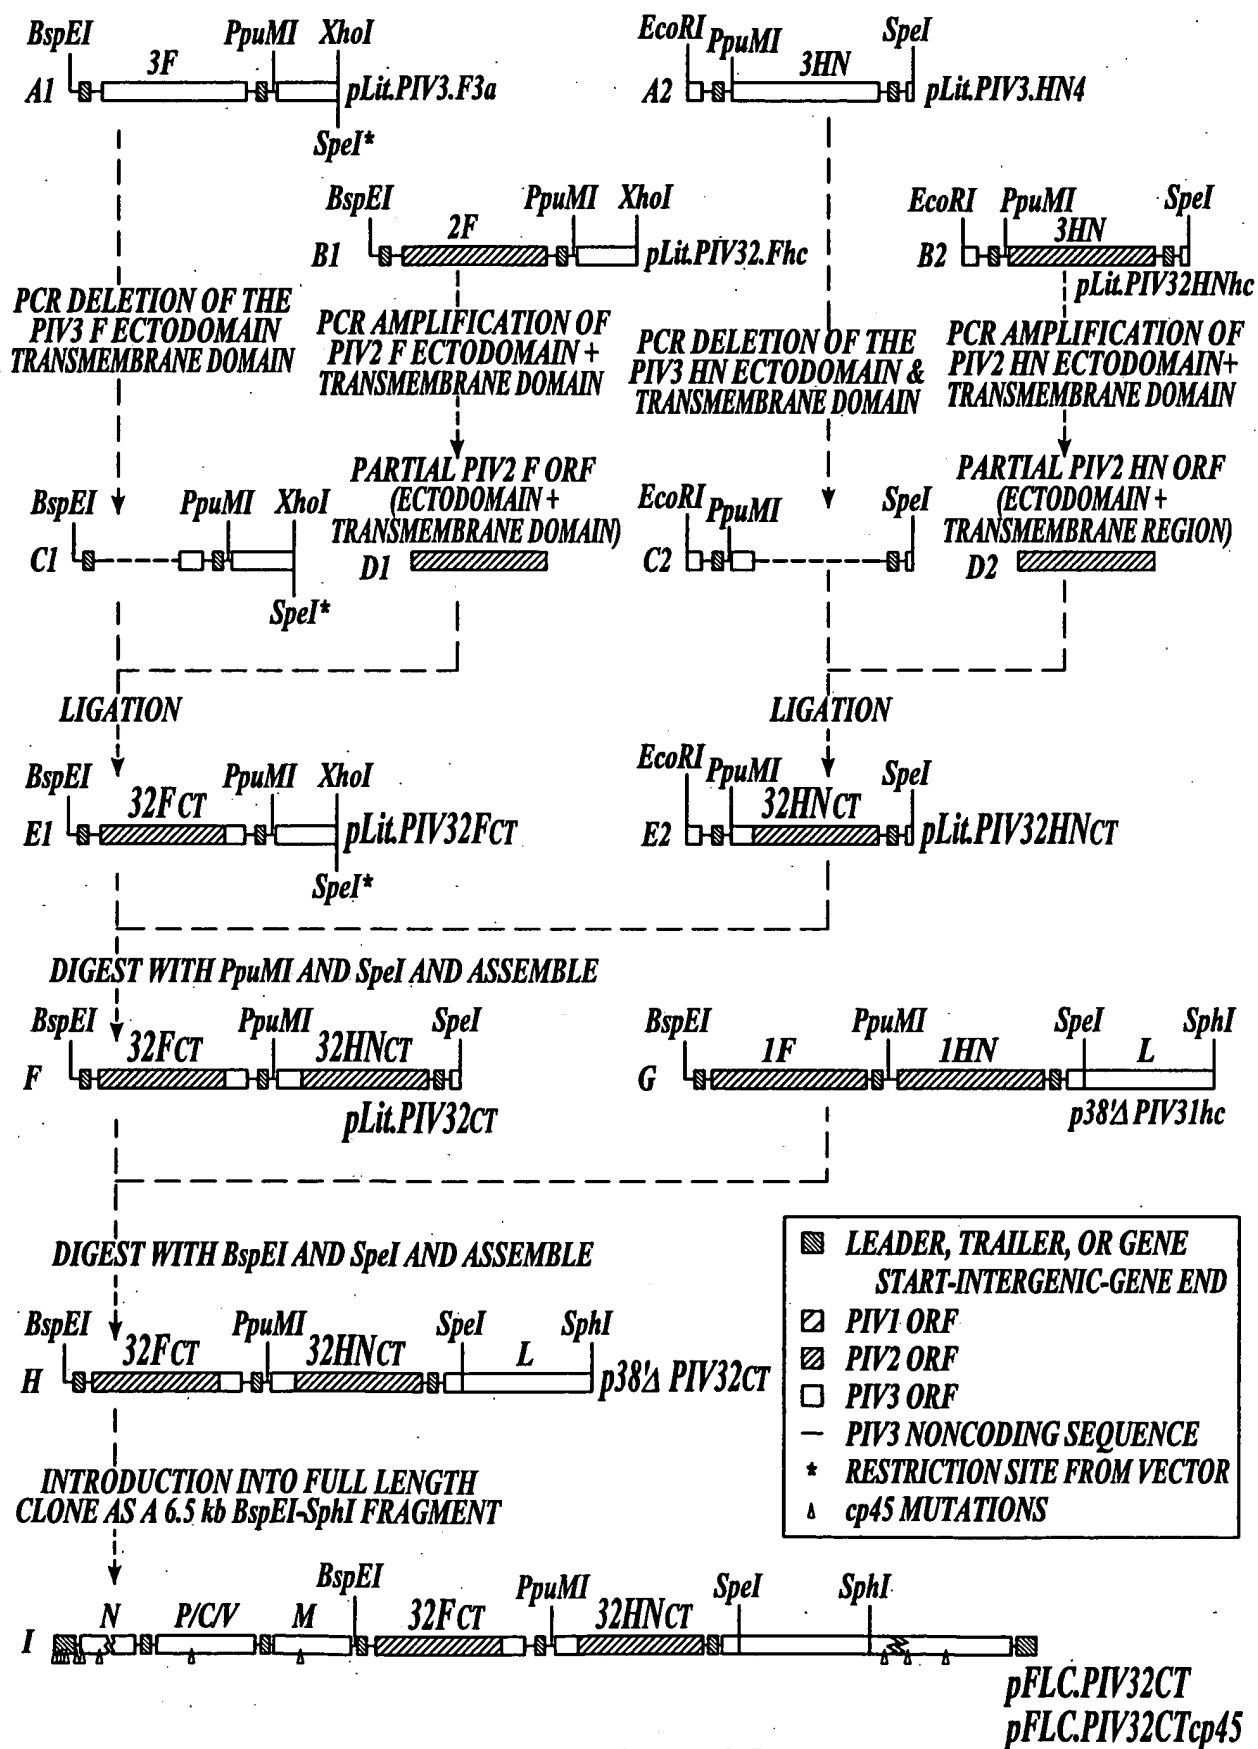 BspEI PpuMI XhoI
3F
A1 pLit.PIV3.F3a
SpeI*
EcoRI PpuMI SpeI
3HN
A2 pLit.PIV3.HN4
BspEI PpuMI XhoI
2F
B1 pLit.PIV32.Fhc
EcoRI PpuMI SpeI
3HN
B2
pLit.PIV32HNhc
PCR DELETION OF THE
PIV3 F ECTODOMAIN
TRANSMEMBRANE DOMAIN
PCR AMPLIFICATION OF
PIV2 F ECTODOMAIN +
TRANSMEMBRANE DOMAIN
PCR DELETION OF THE
PIV3 HN ECTODOMAIN &
TRANSMEMBRANE DOMAIN
PCR AMPLIFICATION OF
PIV2 HN ECTODOMAIN+
TRANSMEMBRANE DOMAIN
BspEI PpuMI XhoI
C1
SpeI*
PARTIAL PIV2 F ORF
(ECTODOMAIN +
TRANSMEMBRANE DOMAIN)
D1
EcoRI PpuMI SpeI
C2
PARTIAL PIV2 HN ORF
(ECTODOMAIN +
TRANSMEMBRANE REGION)
D2
LIGATION
LIGATION
BspEI PpuMI XhoI
32FCT
E1 pLit.PIV32FCT
SpeI*
EcoRI PpuMI SpeI
32HNCT
E2 pLit.PIV32HNCT
DIGEST WITH PpuMI AND SpeI AND ASSEMBLE
BspEI PpuMI SpeI
32FCT 32HNCT
F
pLit.PIV32CT
BspEI PpuMI SpeI SphI
1F 1HN L
G
p38'Δ PIV31hc
DIGEST WITH BspEI AND SpeI AND ASSEMBLE
BspEI PpuMI SpeI SphI
32FCT 32HNCT L
H p38'Δ PIV32CT
LEADER, TRAILER, OR GENE
START-INTERGENIC-GENE END
PIV1 ORF
PIV2 ORF
PIV3 ORF
— PIV3 NONCODING SEQUENCE
* RESTRICTION SITE FROM VECTOR
cp45 MUTATIONS
INTRODUCTION INTO FULL LENGTH
CLONE AS A 6.5 kb BspEI-SphI FRAGMENT
BspEI PpuMI SpeI SphI
N P/C/V M 32FCT 32HNCT
I
pFLC.PIV32CT
pFLC.PIV32CTcp45